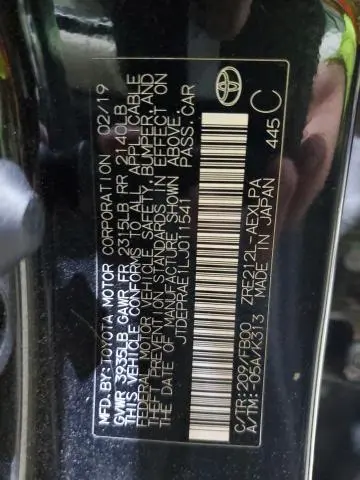 MFD. BY: TOYOTA MOTOR CORPORATION 02/19
GVWR 3935LB GAWR FR 2315LB RR 2140LB
THIS VEHICLE CONFORMS TO ALL APPLICABLE
FEDERAL MOTOR VEHICLE SAFETY, BUMPER, AND
THEFT PREVENTION STANDARDS IN EFFECT ON
THE DATE OF MANUFACTURE SHOWN ABOVE.
JTDEPRAE1LJ011541 PASS.CAR
C/TR:209/FB00 ZRE212L-AEXLPA
A/TM:-05A/K313 MADE IN JAPAN 445 C
TOYOTA